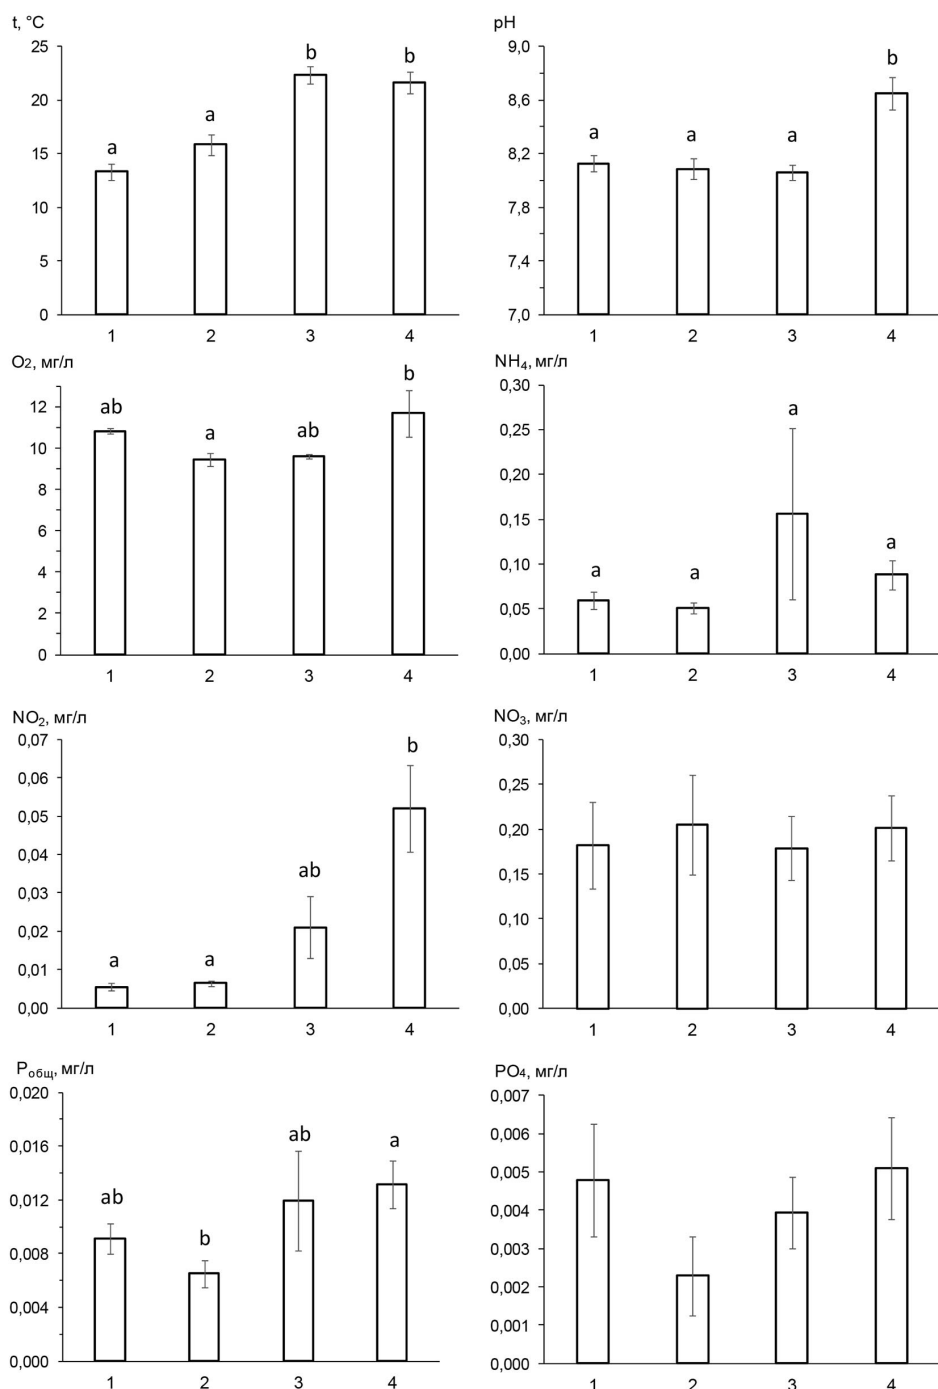 t, °C
25
20
15
10
5
0
a
a
b
b
1 2 3 4
pH
9,0
8,6
8,2
7,8
7,4
7,0
a
a
a
b
1 2 3 4
O2, мг/л
12
10
8
6
4
2
0
ab
a
ab
b
1 2 3 4
NH4, мг/л
0,30
0,25
0,20
0,15
0,10
0,05
0,00
a
a
a
a
1 2 3 4
NO2, мг/л
0,07
0,06
0,05
0,04
0,03
0,02
0,01
0,00
a
a
ab
b
1 2 3 4
NO3, мг/л
0,30
0,25
0,20
0,15
0,10
0,05
0,00
1 2 3 4
Pобщ, мг/л
0,020
0,016
0,012
0,008
0,004
0,000
ab
b
ab
a
1 2 3 4
PO4, мг/л
0,007
0,006
0,005
0,004
0,003
0,002
0,001
0,000
1 2 3 4